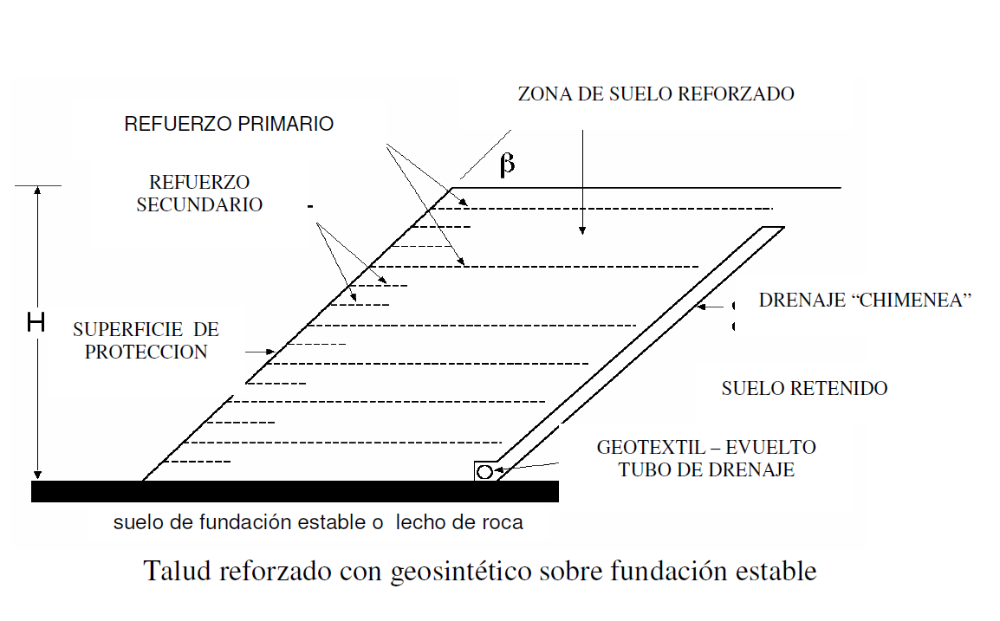 ZONA DE SUELO REFORZADO
REFUERZO PRIMARIO
β
REFUERZO
SECUNDARIO
H
DRENAJE “CHIMENEA”
SUPERFICIE DE
PROTECCION
SUELO RETENIDO
GEOTEXTIL – EVUELTO
TUBO DE DRENAJE
suelo de fundación estable o lecho de roca
Talud reforzado con geosintético sobre fundación estable